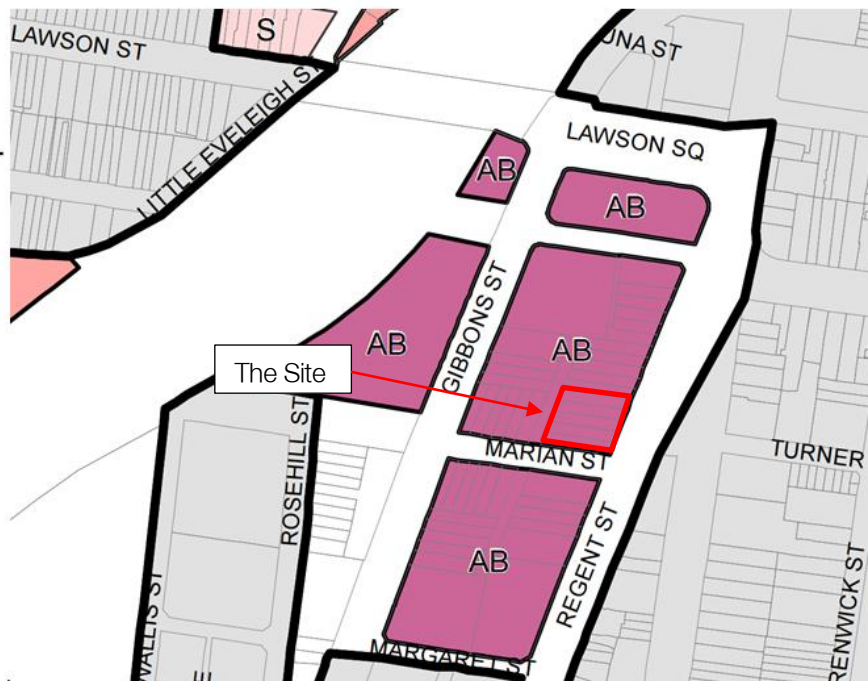 S
LAWSON ST
UNA ST
LITTLE EVELEIGH ST
LAWSON SQ
AB
AB
GIBBONS ST
AB
AB
The Site
ROSEHILL ST
MARIAN ST
TURNER
AB
REGENT ST
WALLIS ST
RENWICK ST
MARGARET ST
E